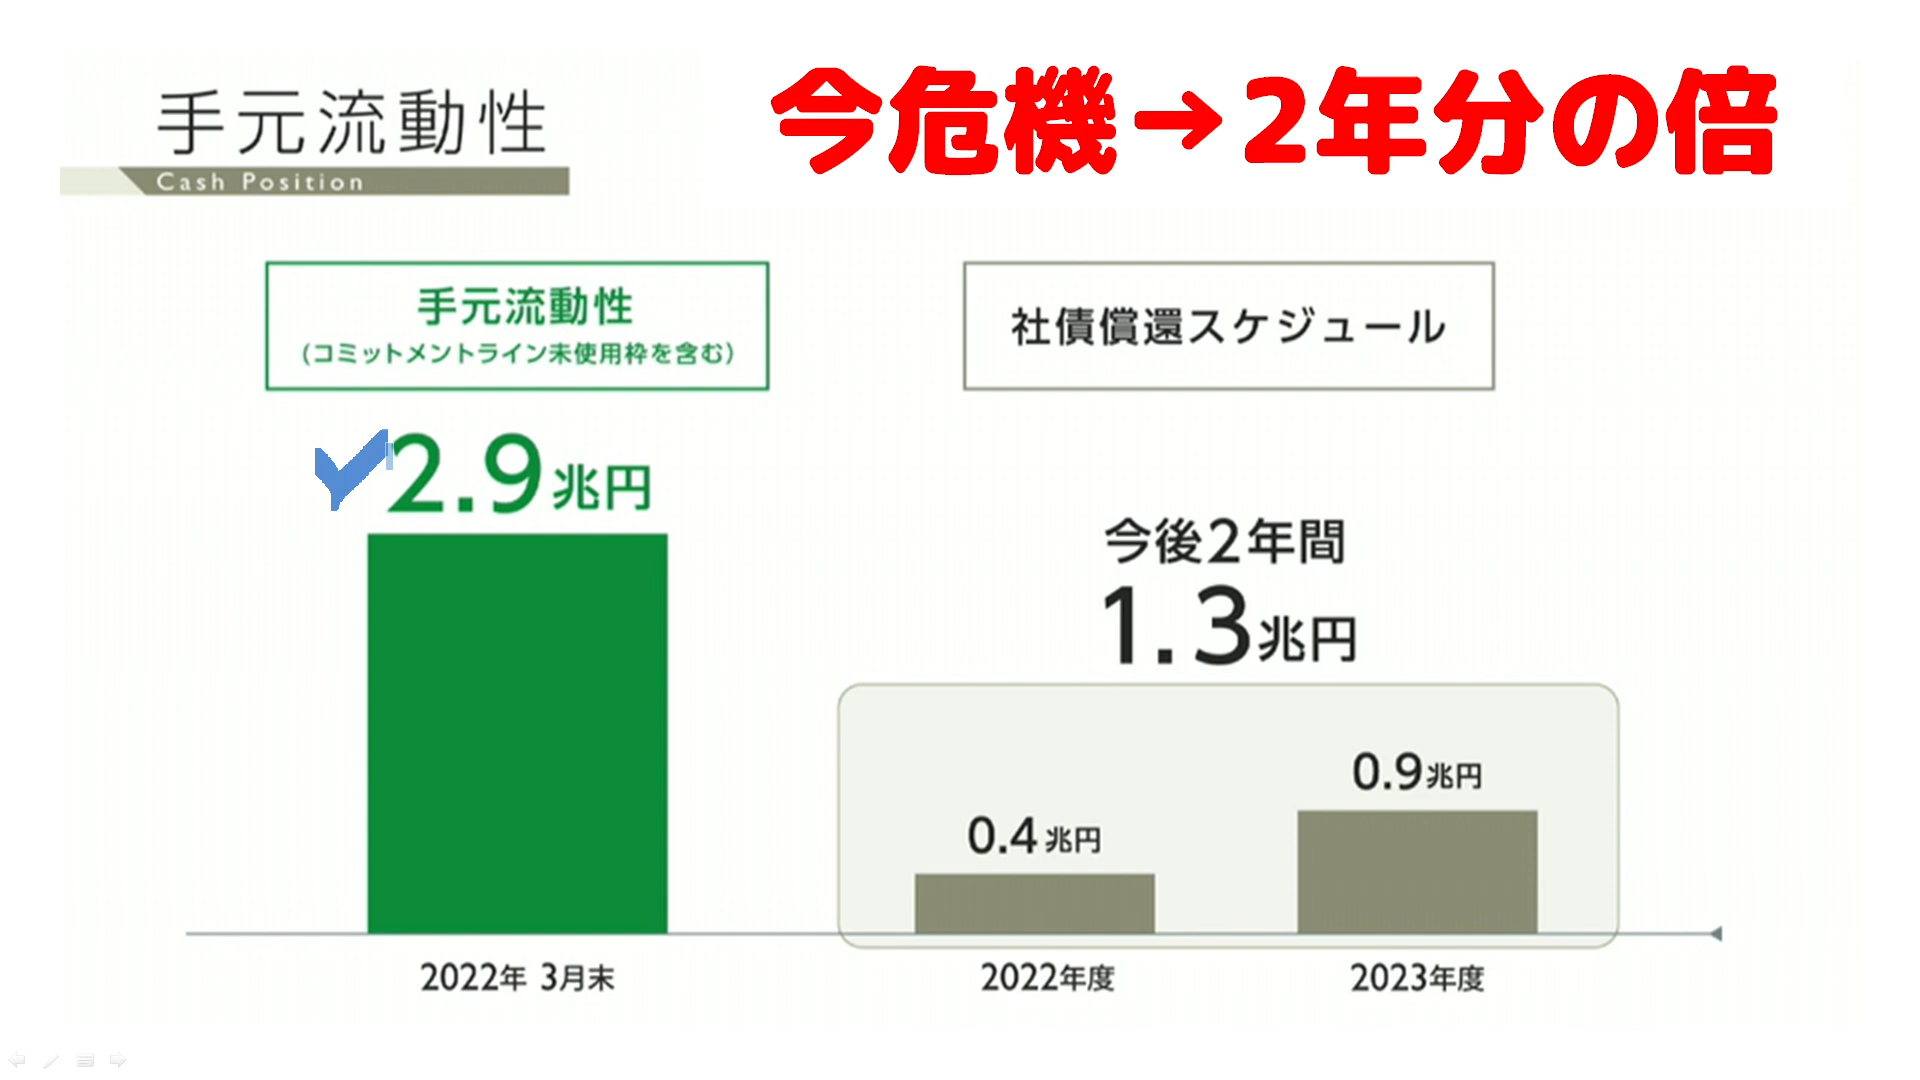 手元流動性
Cash Position
今危機→2年分の倍
手元流動性
(コミットメントライン未使用枠を含む)
社債償還スケジュール
2.9兆円
今後2年間
1.3兆円
0.4兆円
0.9兆円
2022年 3月末
2022年度
2023年度